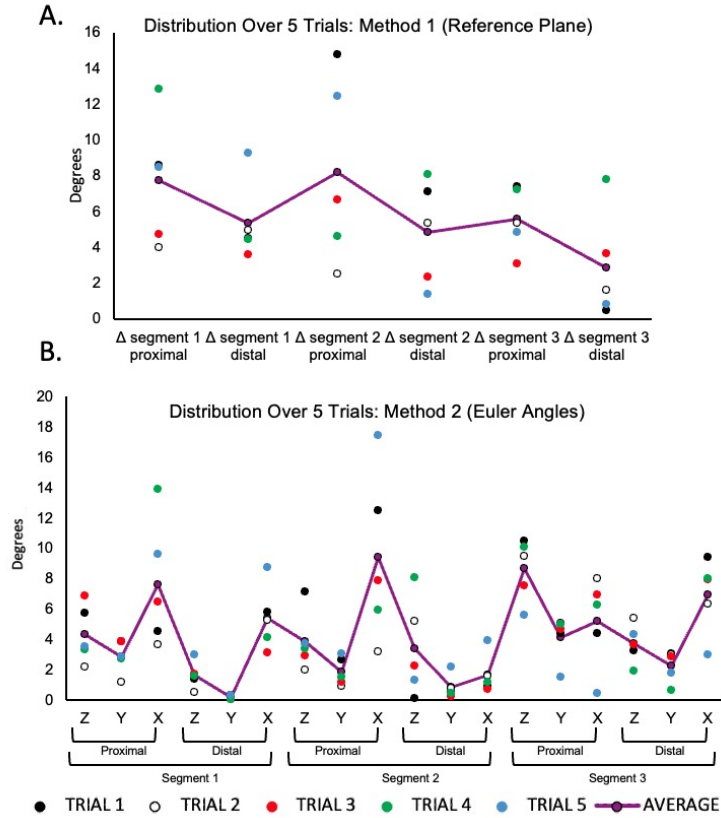 A.
Distribution Over 5 Trials: Method 1 (Reference Plane)
16
14
12
10
8
6
4
2
0
Degrees
Δ segment 1 Δ segment 1 Δ segment 2 Δ segment 2 Δ segment 3 Δ segment 3
proximal distal proximal distal proximal distal
B.
Distribution Over 5 Trials: Method 2 (Euler Angles)
20
18
16
14
12
10
8
6
4
2
0
Degrees
Z Y X Z Y X Z Y X Z Y X Z Y X Z Y X
Proximal Distal Proximal Distal Proximal Distal
Segment 1 Segment 2 Segment 3
TRIAL 1 TRIAL 2 TRIAL 3 TRIAL 4 TRIAL 5 AVERAGE